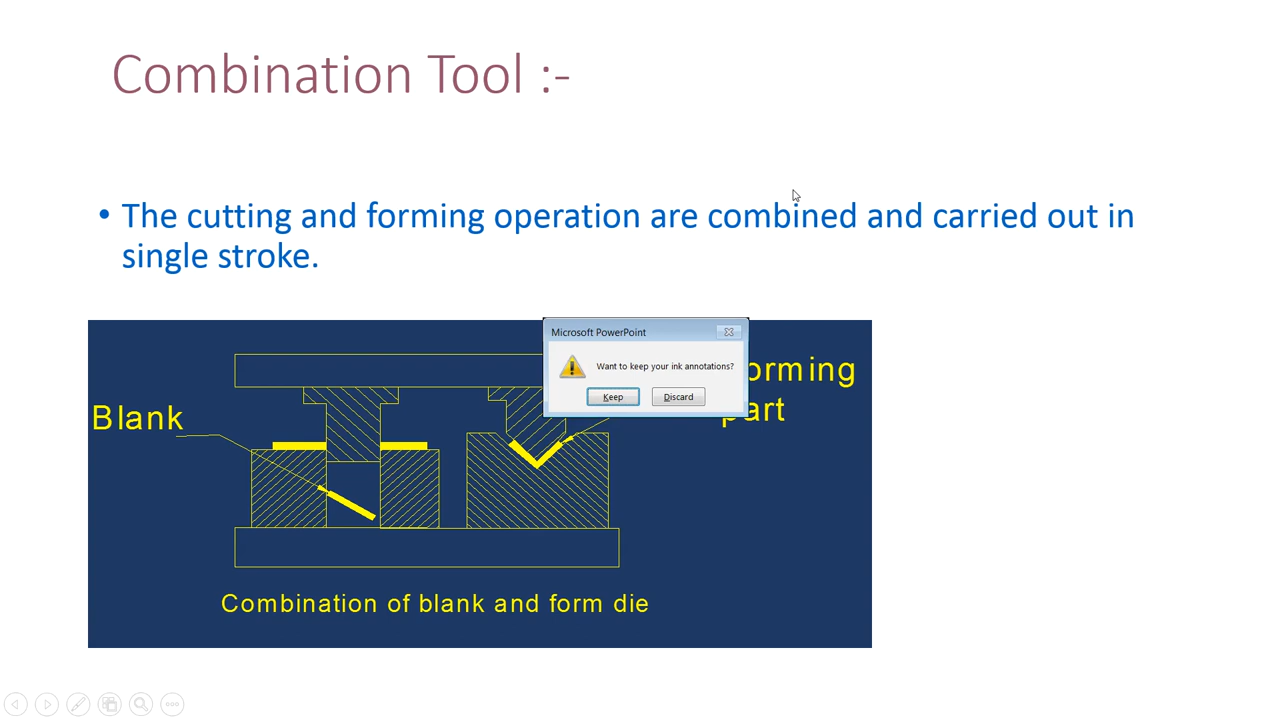 Combination Tool :-
• The cutting and forming operation are combined and carried out in
single stroke.
Microsoft PowerPoint
Want to keep your ink annotations?
Keep
Discard
orming
part
Blank
Combination of blank and form die